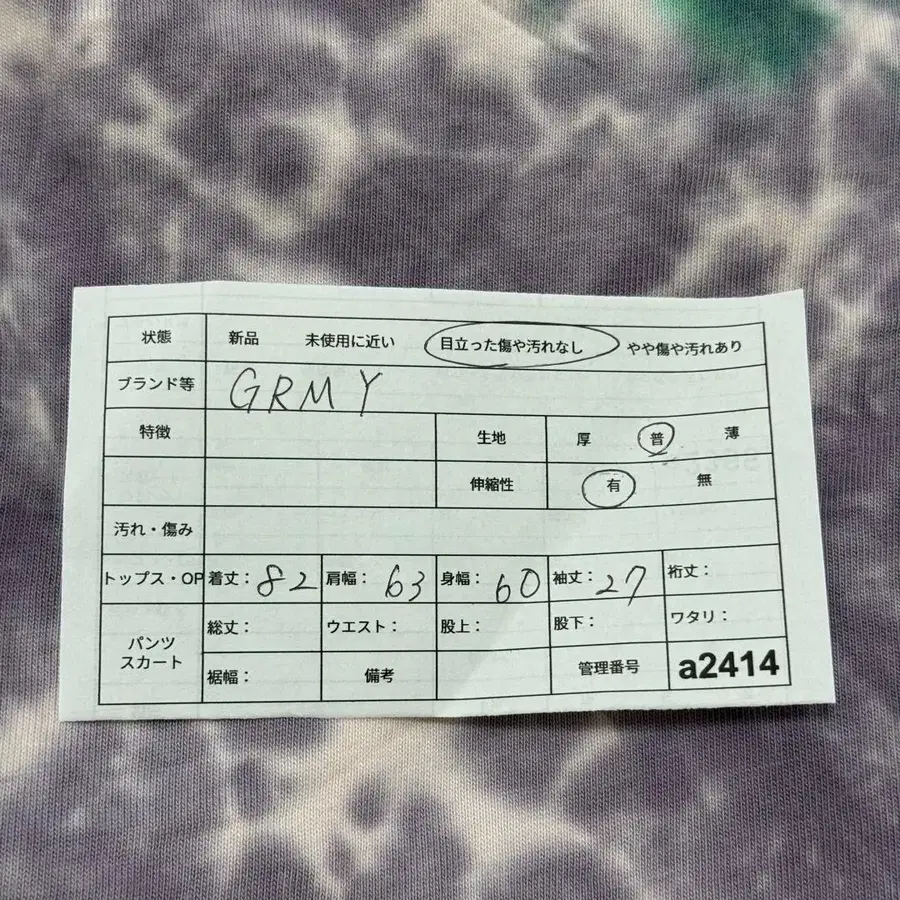 状態 新品 未使用に近い 目立った傷や汚れなし やや傷や汚れあり
ブランド等 GRMY
特徴 生地 厚 普 薄
伸縮性 有 無
汚れ・傷み
トップス・OP 着丈：82 肩幅：63 身幅：60 袖丈：27 裄丈：
パンツ スカート 総丈： ウエスト： 股上： 股下： ワタリ：
裾幅： 備考 管理番号 a2414